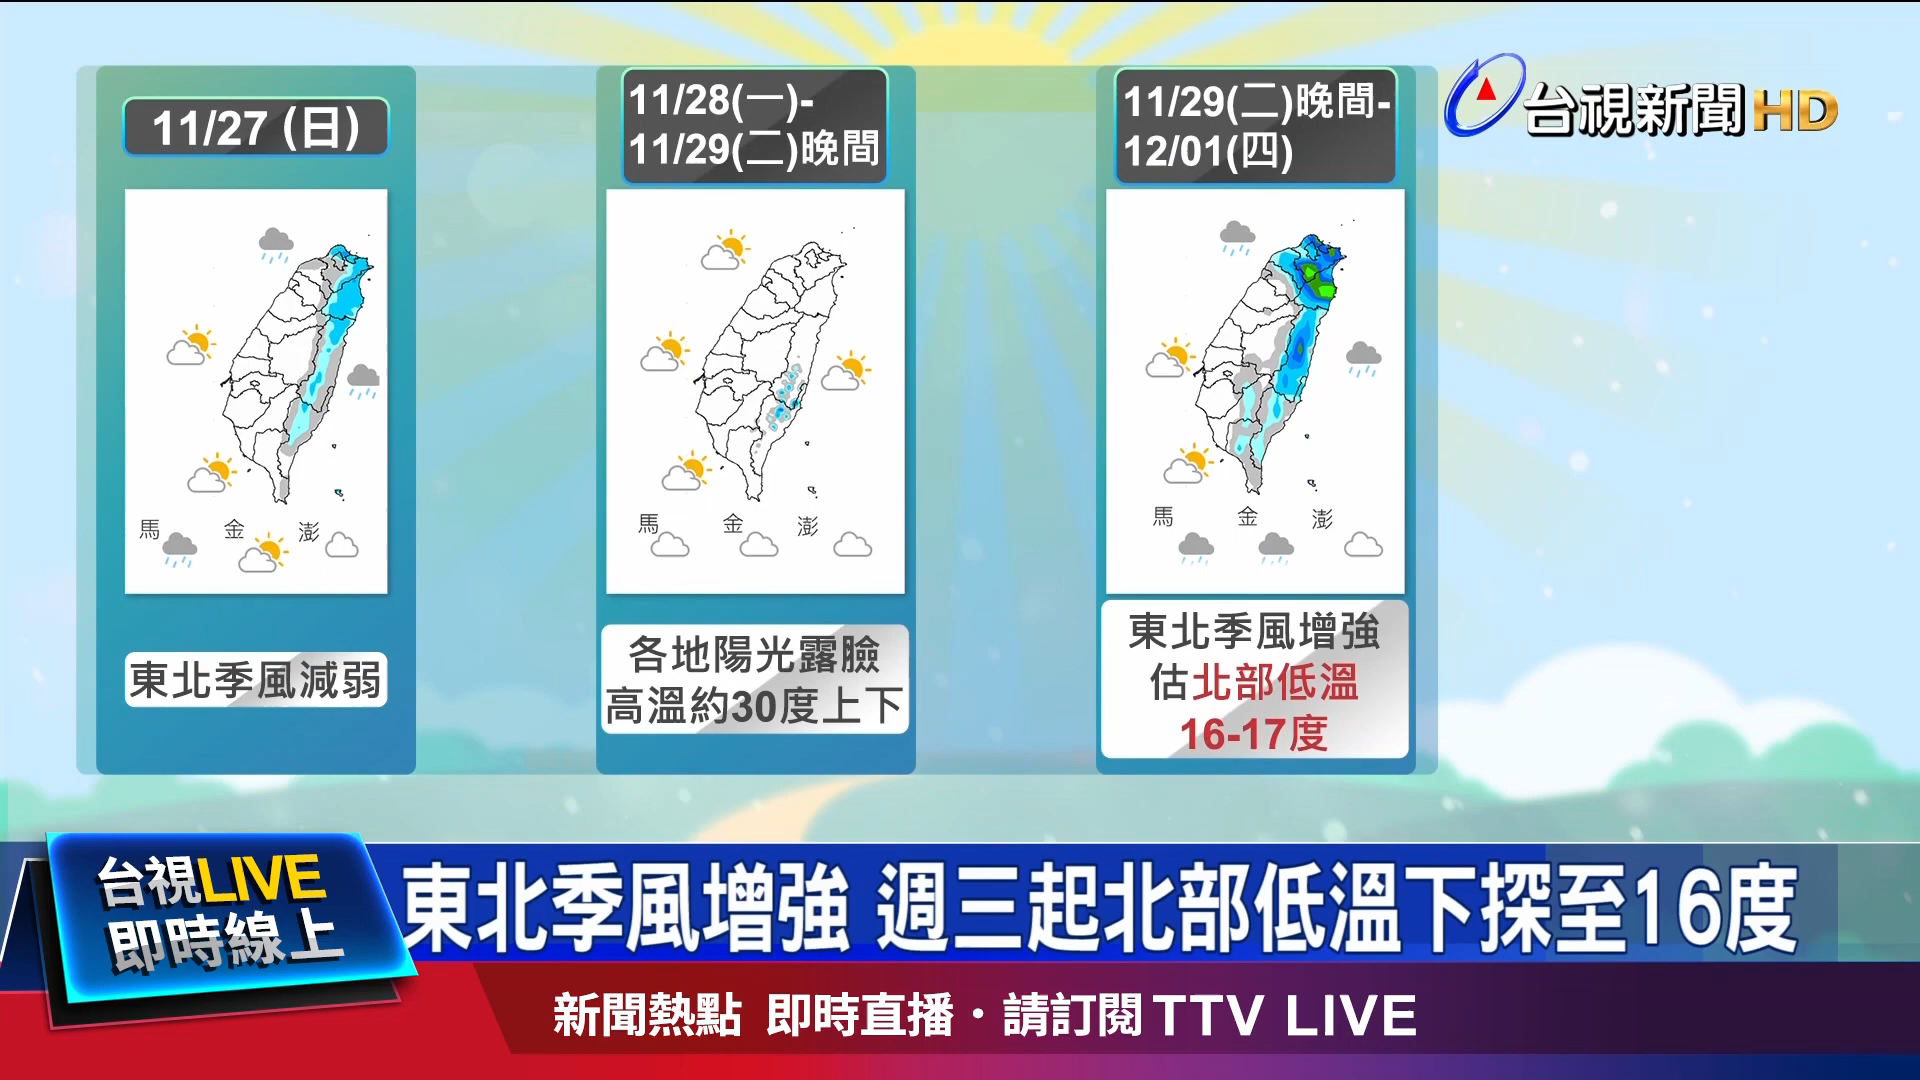 台視新聞HD
11/27 (日)
馬 金 澎
東北季風減弱
11/28(一)-
11/29(二)晚間
馬 金 澎
各地陽光露臉
高溫約30度上下
11/29(二)晚間-
12/01(四)
馬 金 澎
東北季風增強
估北部低溫
16-17度
台視LIVE
即時線上
東北季風增強 週三起北部低溫下探至16度
新聞熱點 即時直播・請訂閱TTV LIVE